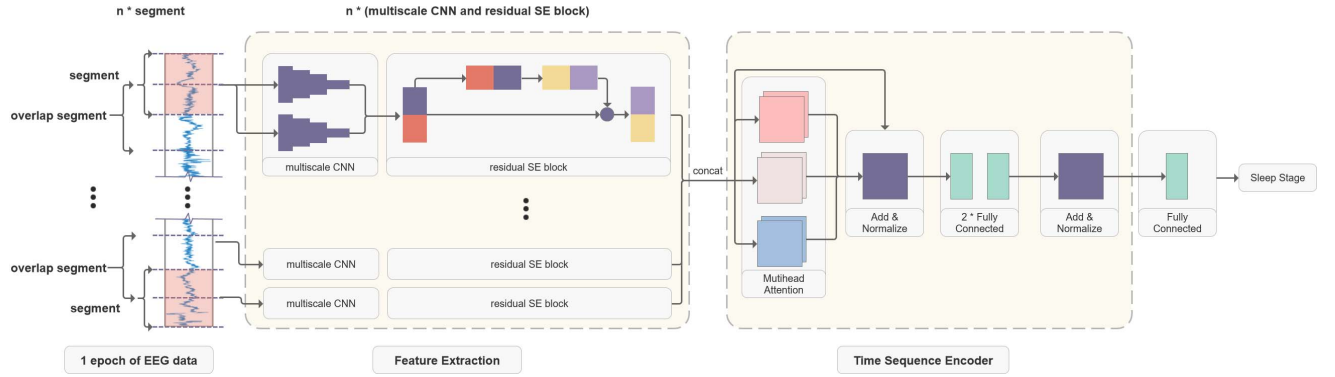 n * segment
n * (multiscale CNN and residual SE block)
segment
overlap segment
multiscale CNN
residual SE block
concat
Mutihead
Attention
Add &
Normalize
2 * Fully
Connected
Add &
Normalize
Fully
Connected
Sleep Stage
overlap segment
segment
multiscale CNN
residual SE block
multiscale CNN
residual SE block
1 epoch of EEG data
Feature Extraction
Time Sequence Encoder